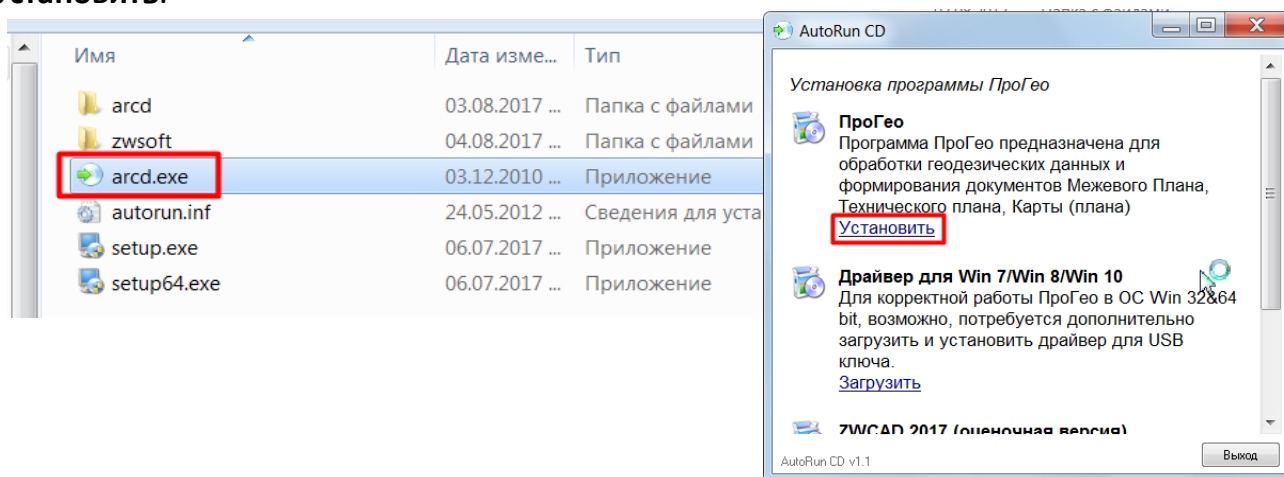 Имя Дата изме... Тип
arcd 03.08.2017 ... Папка с файлами
zwsoft 04.08.2017 ... Папка с файлами
arcd.exe 03.12.2010 ... Приложение
autorun.inf 24.05.2012 ... Сведения для уста
setup.exe 06.07.2017 ... Приложение
setup64.exe 06.07.2017 ... Приложение
AutoRun CD
Установка программы ПроГео
ПроГео
Программа ПроГео предназначена для
обработки геодезических данных и
формирования документов Межевого Плана,
Технического плана, Карты (плана)
Установить
Драйвер для Win 7/Win 8/Win 10
Для корректной работы ПроГео в ОС Win 32&64
bit, возможно, потребуется дополнительно
загрузить и установить драйвер для USB
ключа.
Загрузить
ZWCAD 2017 (оценочная версия)
AutoRun CD v1.1
Выход